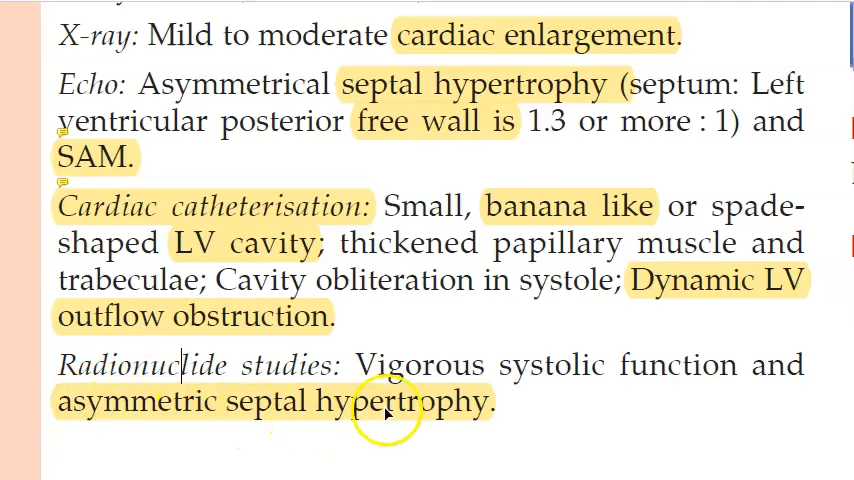 X-ray: Mild to moderate cardiac enlargement.
Echo: Asymmetrical septal hypertrophy (septum: Left
ventricular posterior free wall is 1.3 or more : 1) and
SAM.
Cardiac catheterisation: Small, banana like or spade-
shaped LV cavity; thickened papillary muscle and
trabeculae; Cavity obliteration in systole; Dynamic LV
outflow obstruction.
Radionuclide studies: Vigorous systolic function and
asymmetric septal hypertrophy.